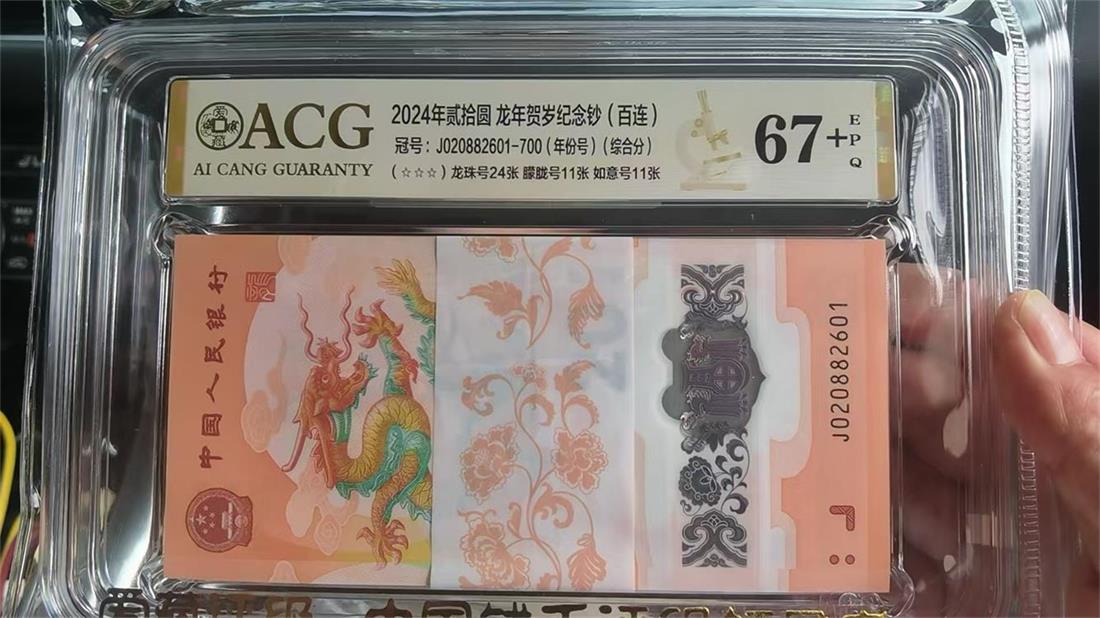 ACG
AI CANG GUARANTY
2024年贰拾圆 龙年贺岁纪念钞（百连）
冠号：J020882601-700（年份号）（综合分）
（☆☆☆）龙珠号24张 朦胧号11张 如意号11张
67+
EPQ
中国人民银行
J020882601